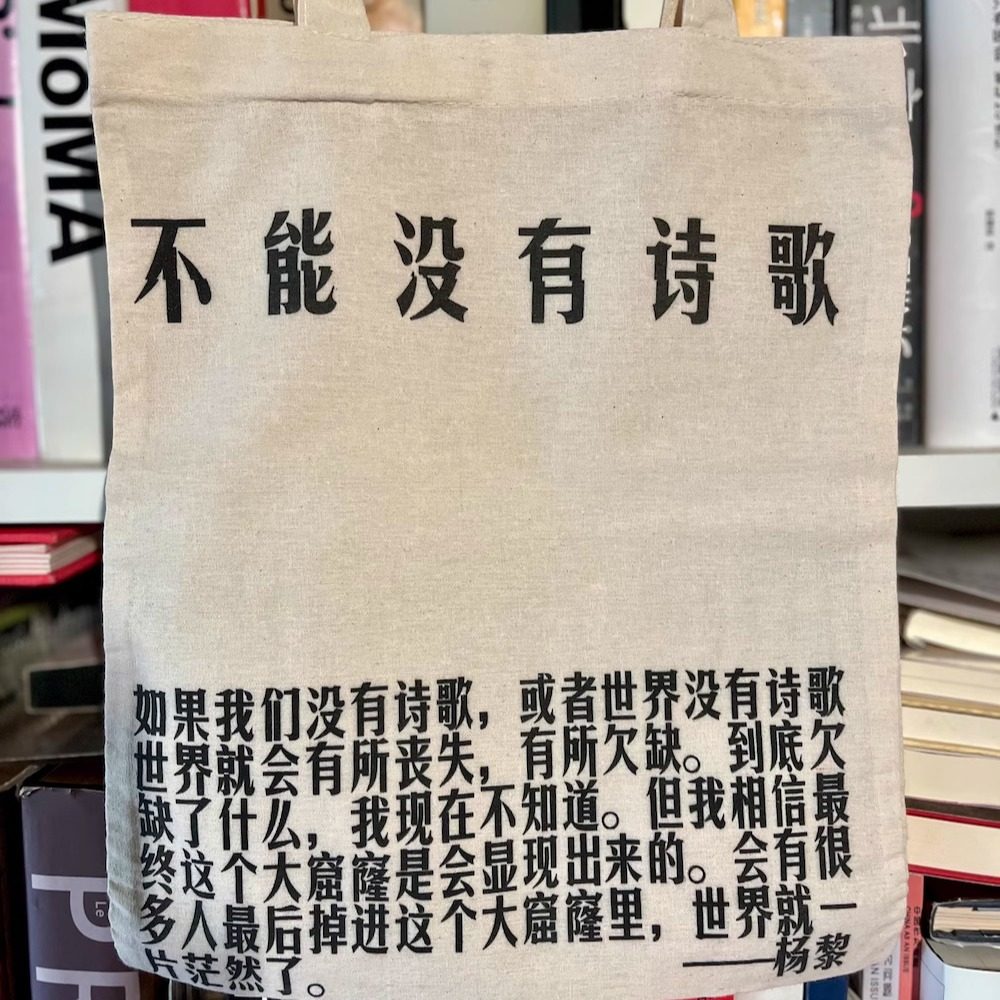 不能没有诗歌
如果我们没有诗歌，或者世界没有诗歌
世界就会有所丧失，有所欠缺。到底欠
缺了什么，我现在不知道。但我相信最
终这个大窟窿是会显现出来的。会有很
多人最后掉进这个大窟窿里，世界就一
片茫然了。 ——杨黎
MOMA